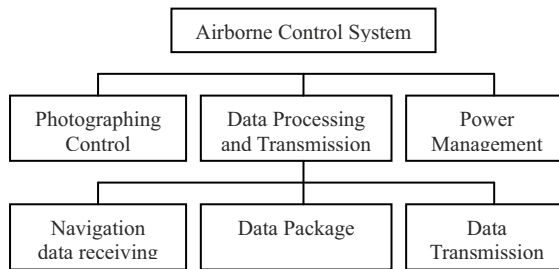 Airborne Control System
Photographing
Control
Data Processing
and Transmission
Power
Management
Navigation
data receiving
Data Package
Data
Transmission